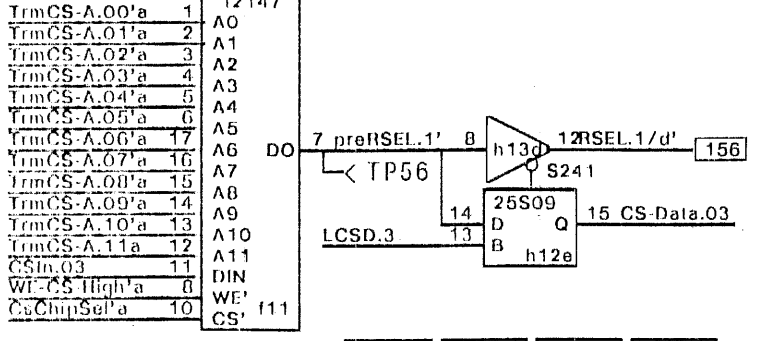 12147
TrmCS-A.00'a 1 A0
TrmCS-A.01'a 2 A1
TrmCS-A.02'a 3 A2
TrmCS-A.03'a 4 A3
TrmCS-A.04'a 5 A4
TrmCS-A.05'a 6 A5
TrmCS-A.06'a 17 A6
TrmCS-A.07'a 16 A7
TrmCS-A.08'a 15 A8
TrmCS-A.09'a 14 A9
TrmCS-A.10'a 13 A10
TrmCS-A.11a 12 A11
CSIn.03 11 DIN
WE-CS-High'a 8 WE'
CsChipSel'a 10 CS'
f11
DO 7 preRSEL.1' 8 h13d 12 RSEL.1/d' 156
< TP56
S241
25S09
14 D Q 15 CS-Data.03
LCSD.3 13 B
h12e